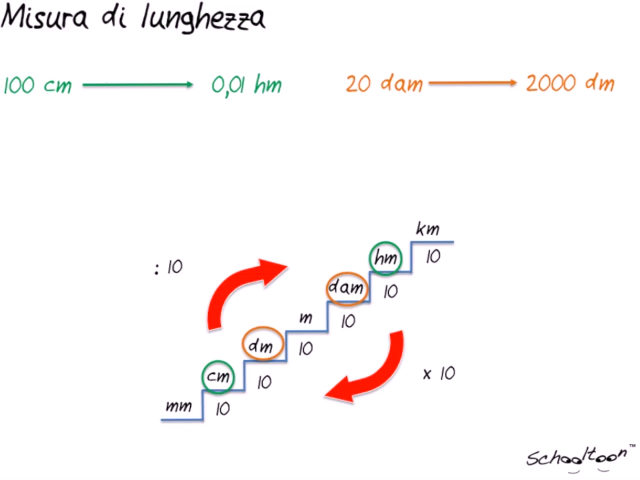 Misura di lunghezza
100 cm 0,01 hm 20 dam 2000 dm
km
hm 10
: 10
dam 10
m 10
dm 10
x 10
cm 10
mm 10
Schooltoon™